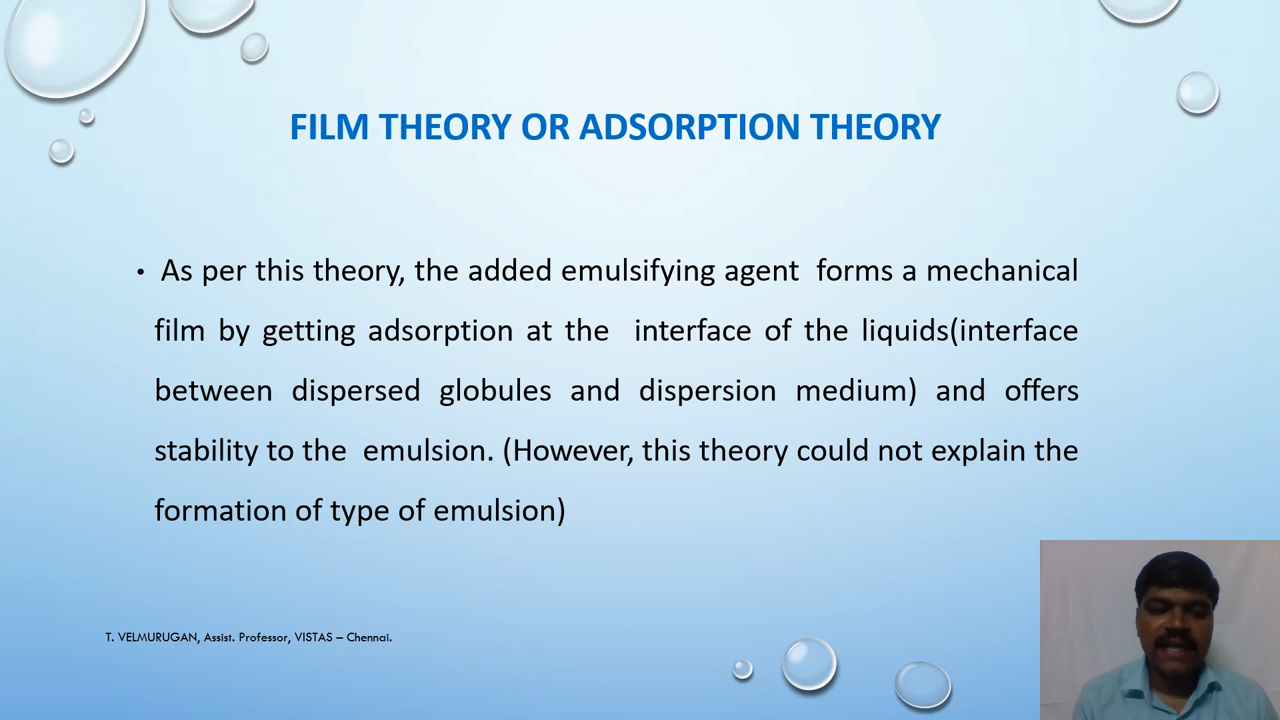 FILM THEORY OR ADSORPTION THEORY
• As per this theory, the added emulsifying agent forms a mechanical
film by getting adsorption at the interface of the liquids(interface
between dispersed globules and dispersion medium) and offers
stability to the emulsion. (However, this theory could not explain the
formation of type of emulsion)
T. VELMURUGAN, Assist. Professor, VISTAS – Chennai.